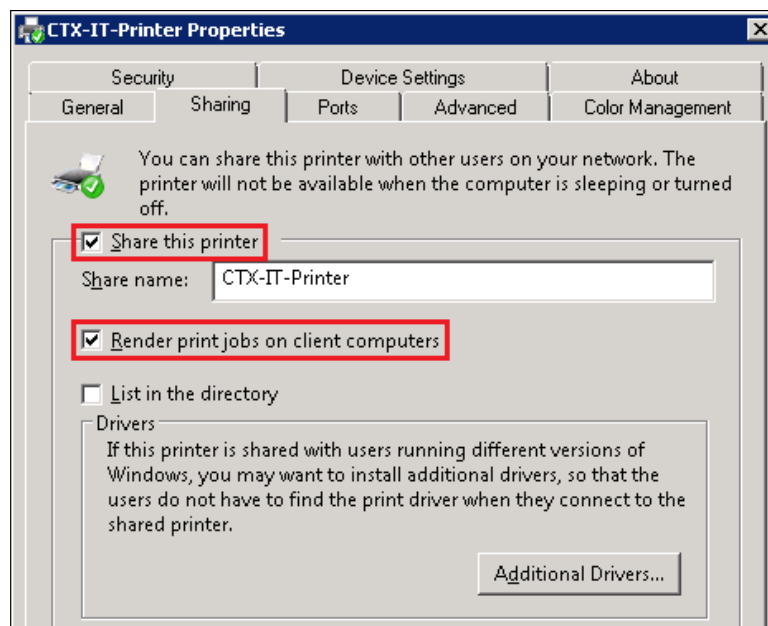 CTX-IT-Printer Properties
Security Device Settings About
General Sharing Ports Advanced Color Management
You can share this printer with other users on your network. The
printer will not be available when the computer is sleeping or turned
off.
Share this printer
Share name: CTX-IT-Printer
Render print jobs on client computers
List in the directory
Drivers
If this printer is shared with users running different versions of
Windows, you may want to install additional drivers, so that the
users do not have to find the print driver when they connect to the
shared printer.
Additional Drivers...